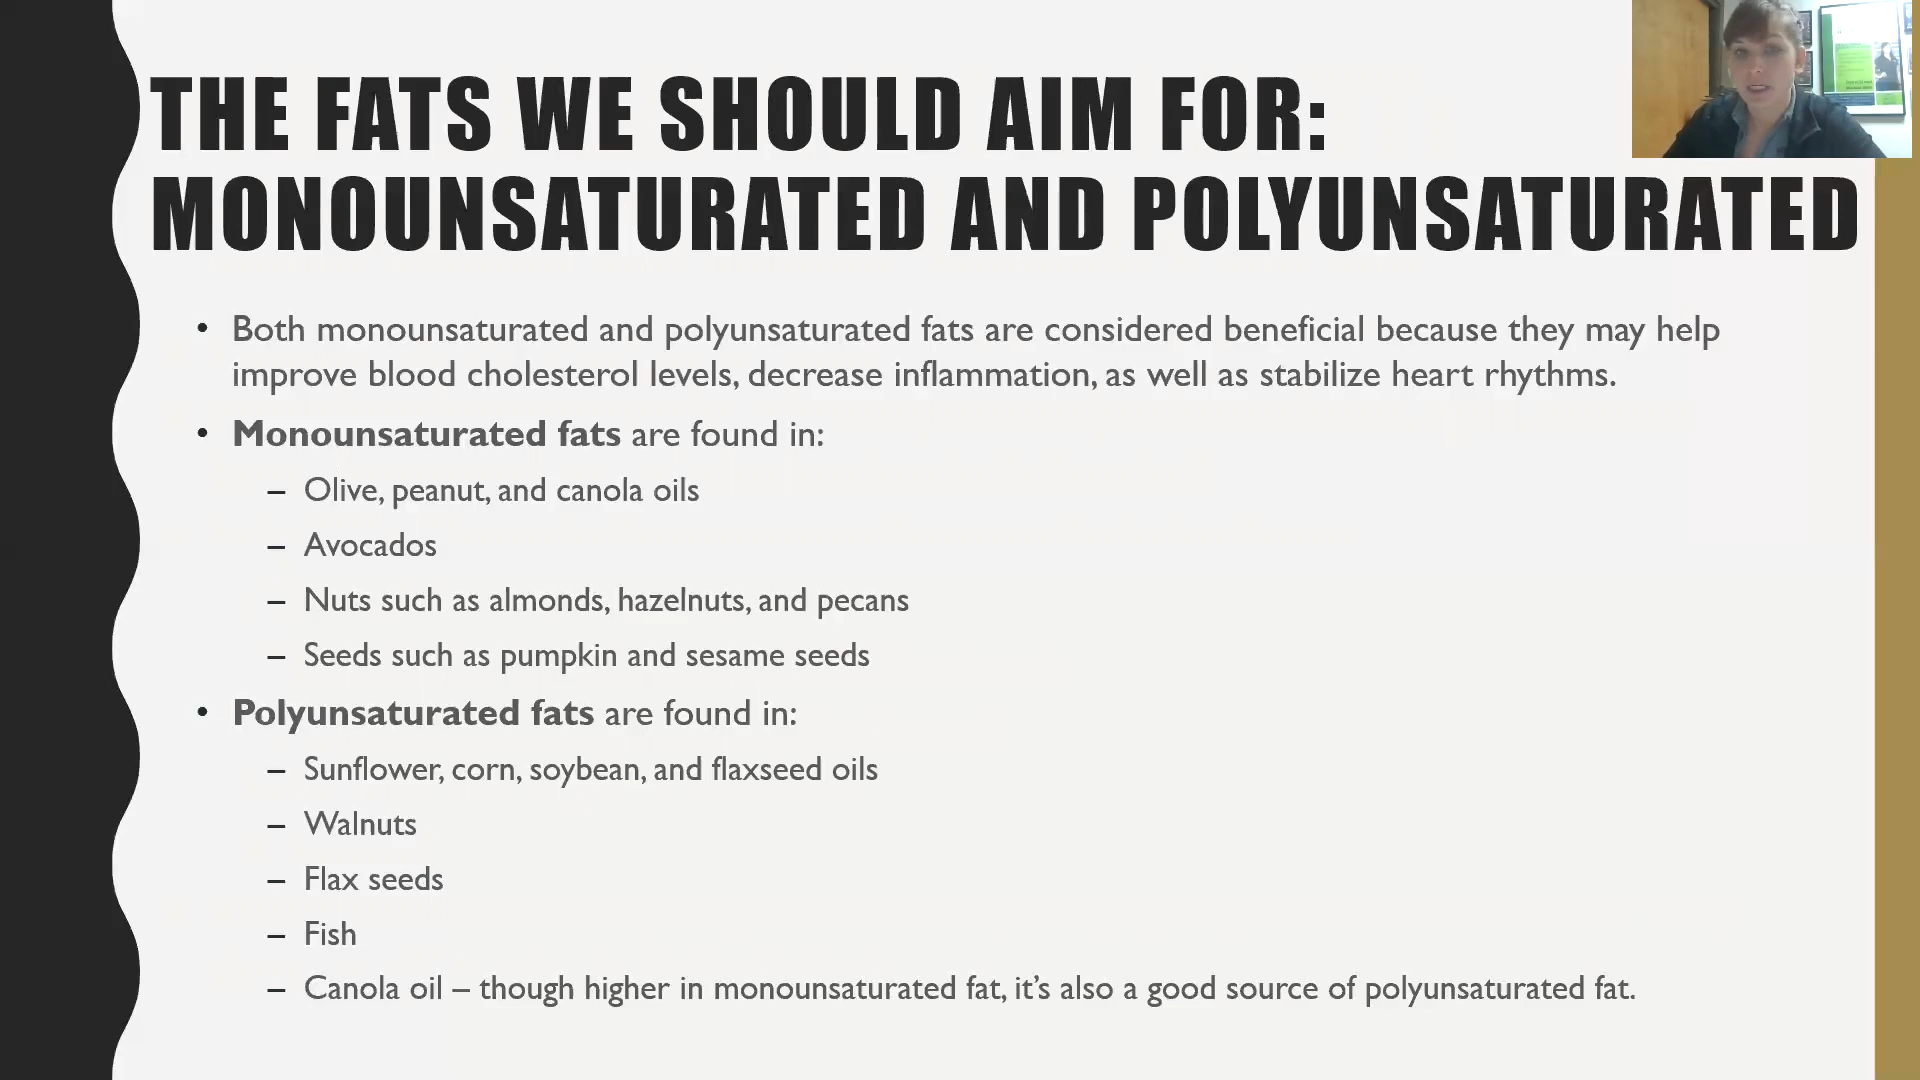 THE FATS WE SHOULD AIM FOR:
MONOUNSATURATED AND POLYUNSATURATED
• Both monounsaturated and polyunsaturated fats are considered beneficial because they may help
improve blood cholesterol levels, decrease inflammation, as well as stabilize heart rhythms.
• Monounsaturated fats are found in:
– Olive, peanut, and canola oils
– Avocados
– Nuts such as almonds, hazelnuts, and pecans
– Seeds such as pumpkin and sesame seeds
• Polyunsaturated fats are found in:
– Sunflower, corn, soybean, and flaxseed oils
– Walnuts
– Flax seeds
– Fish
– Canola oil – though higher in monounsaturated fat, it’s also a good source of polyunsaturated fat.